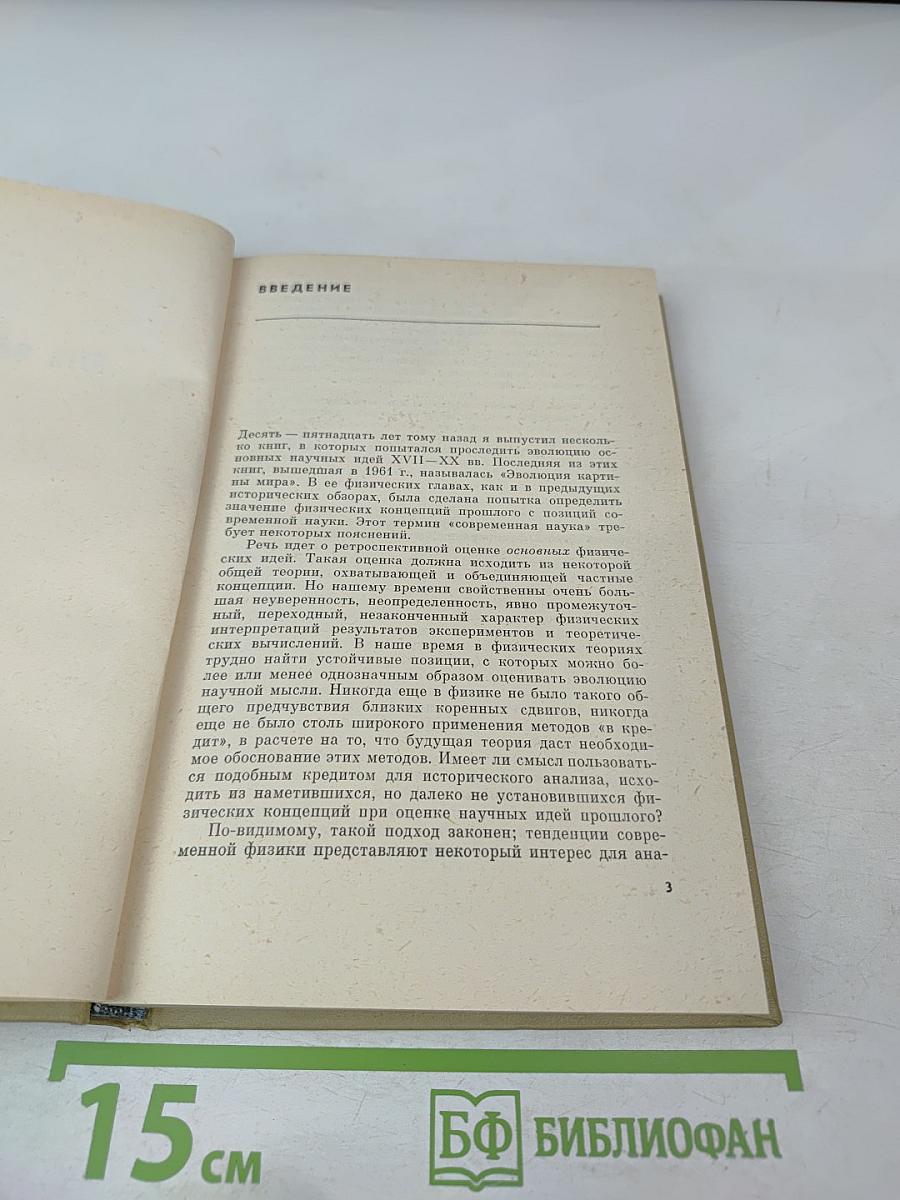 ВВЕДЕНИЕ
Десять — пятнадцать лет тому назад я выпустил несколь-
ко книг, в которых попытался проследить эволюцию ос-
новных научных идей XVII—XX вв. Последняя из этих
книг, вышедшая в 1961 г., называлась «Эволюция карти-
ны мира». В ее физических главах, как и в предыдущих
исторических обзорах, была сделана попытка определить
значение физических концепций прошлого с позиций со-
временной науки. Этот термин «современная наука» тре-
бует некоторых пояснений.
Речь идет о ретроспективной оценке основных физиче-
ских идей. Такая оценка должна исходить из некоторой
общей теории, охватывающей и объединяющей частные
концепции. Но нашему времени свойственны очень боль-
шая неуверенность, неопределенность, явно промежуточ-
ный, переходный, незаконченный характер физических
интерпретаций результатов экспериментов и теоретиче-
ских вычислений. В наше время в физических теориях
трудно найти устойчивые позиции, с которых можно бо-
лее или менее однозначным образом оценивать эволюцию
научной мысли. Никогда еще в физике не было такого об-
щего предчувствия близких коренных сдвигов, никогда
еще не было столь широкого применения методов «в кре-
дит», в расчете на то, что будущая теория даст необходи-
мое обоснование этих методов. Имеет ли смысл пользовать-
ся подобным кредитом для исторического анализа, исхо-
дить из наметившихся, но далеко не установившихся фи-
зических концепций при оценке научных идей прошлого?
По-видимому, такой подход законен; тенденции совре-
менной физики представляют некоторый интерес для ана-
3
15 см
БФ БИБЛИОФАН